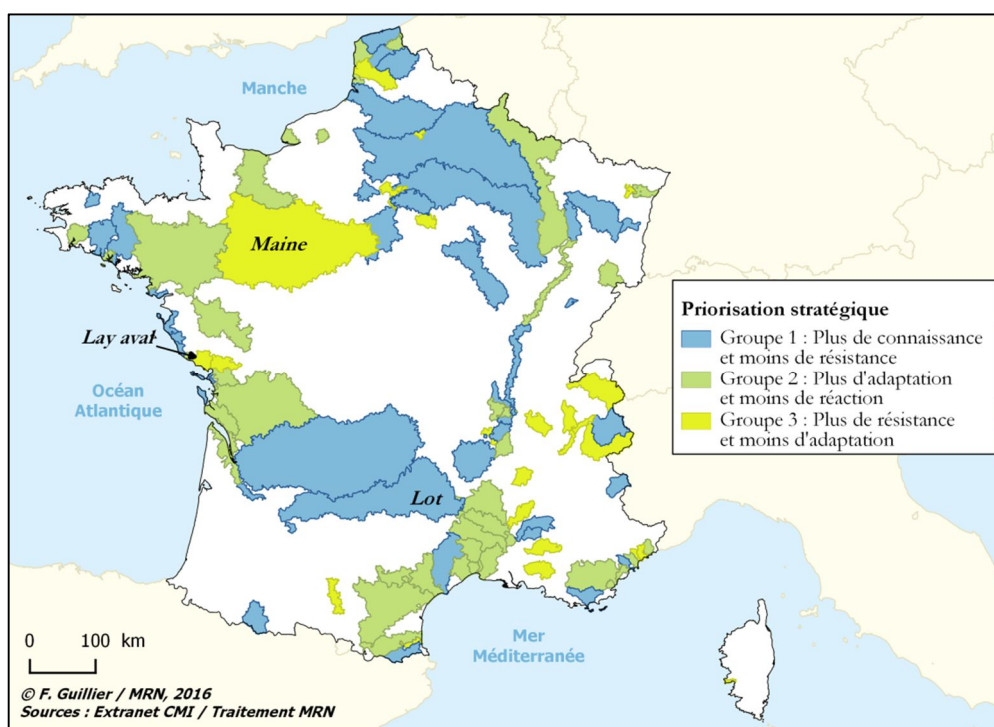 Manche
Maine
Lay aval
Océan
Atlantique
Lot
Priorisation stratégique
Groupe 1 : Plus de connaissance
et moins de résistance
Groupe 2 : Plus d'adaptation
et moins de réaction
Groupe 3 : Plus de résistance
et moins d'adaptation
Mer
Méditerranée
0 100 km
© F. Guillier / MRN, 2016
Sources : Extranet CMI / Traitement MRN